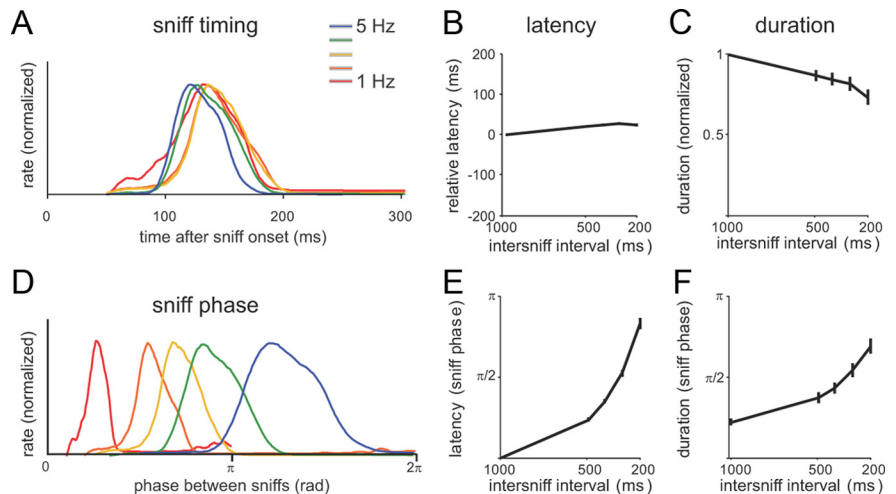 A
sniff timing
5 Hz
1 Hz
rate (normalized)
0
100
200
300
time after sniff onset (ms)
B
latency
relative latency (ms)
200
100
0
-100
-200
1000
500
200
intersniff interval (ms)
C
duration
duration (normalized)
1
0.5
0
1000
500
200
intersniff interval (ms)
D
sniff phase
rate (normalized)
0
π
2π
phase between sniffs (rad)
E
latency (sniff phase)
π
π/2
1000
500
200
intersniff interval (ms)
F
duration (sniff phase)
π
π/2
1000
500
200
intersniff interval (ms)